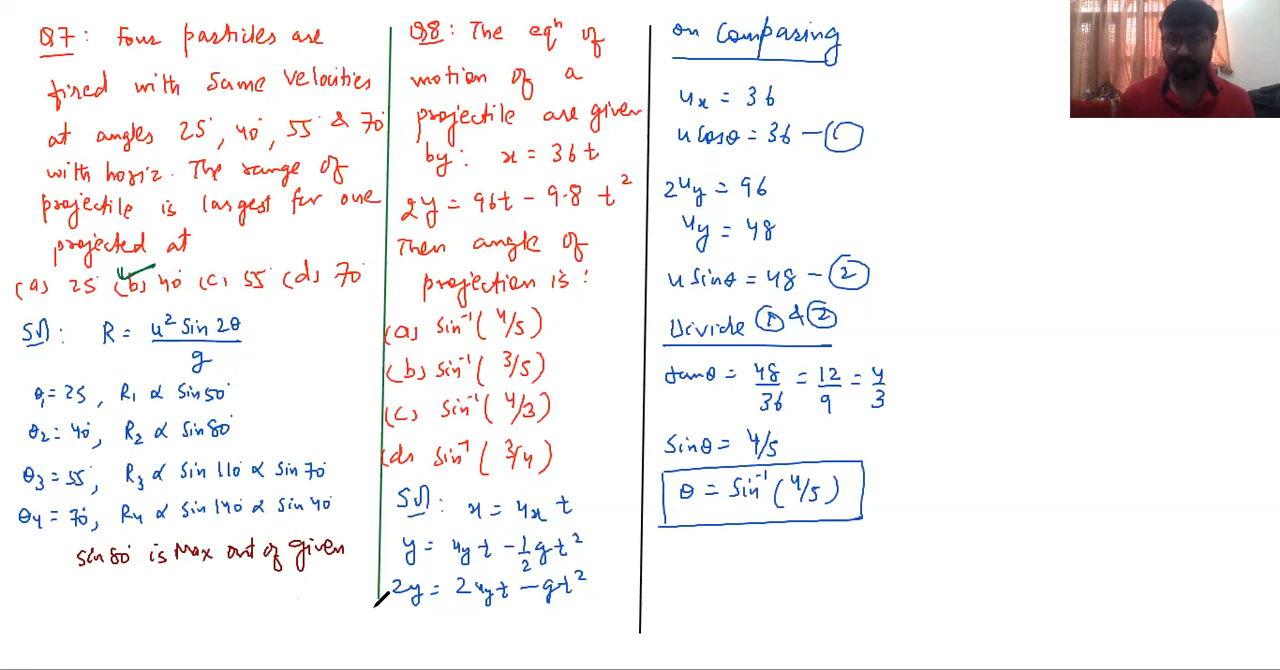 Q7: Four particles are
fired with same velocities
at angles 25°, 40°, 55° & 70°
with horiz. The range of
projectile is largest for one
projected at
(a) 25° (b) 40° (c) 55° (d) 70°
Sol: R = u² Sin 2θ / g
θ₁ = 25, R₁ ∝ Sin 50°
θ₂ = 40°, R₂ ∝ Sin 80°
θ₃ = 55°, R₃ ∝ Sin 110° ∝ Sin 70°
θ₄ = 70°, R₄ ∝ Sin 140° ∝ Sin 40°
Sin 80° is Max out of given
Q8: The eqⁿ of
motion of a
projectile are given
by: x = 36t
2y = 96t - 9.8 t²
Then angle of
projection is:
(a) Sin⁻¹ (4/5)
(b) Sin⁻¹ (3/5)
(c) Sin⁻¹ (4/3)
(d) Sin⁻¹ (3/4)
Sol: x = uₓ t
y = u_y t - 1/2 gt²
2y = 2u_y t - gt²
on Comparing
uₓ = 36
u cosθ = 36 — ①
2u_y = 96
u_y = 48
u sinθ = 48 — ②
Divide ① & ②
tanθ = 48/36 = 12/9 = 4/3
Sinθ = 4/5
θ = Sin⁻¹ (4/5)